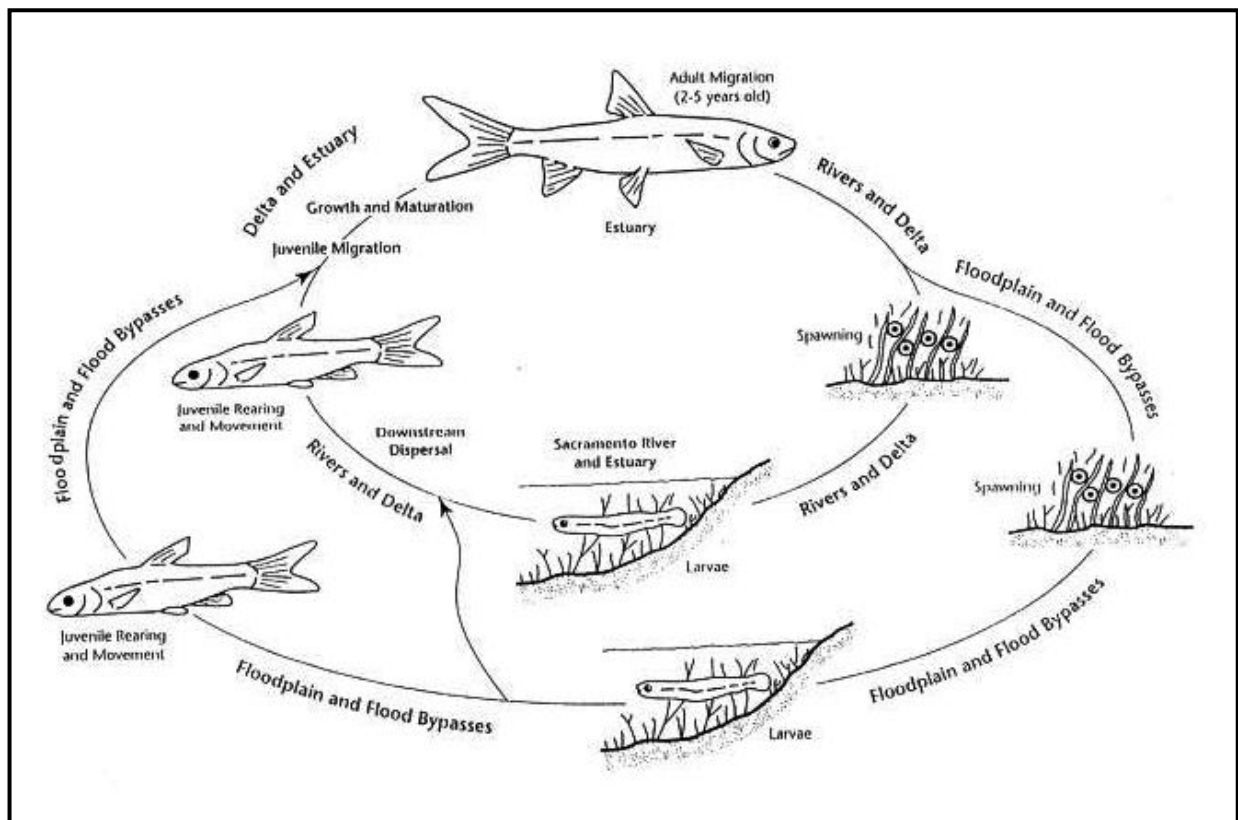 Adult Migration
(2-5 years old)
Delta and Estuary
Rivers and Delta
Growth and Maturation
Estuary
Juvenile Migration
Floodplain and Flood Bypasses
Floodplain and Flood Bypasses
Spawning
Juvenile Rearing
and Movement
Downstream
Dispersal
Sacramento River
and Estuary
Rivers and Delta
Rivers and Delta
Spawning
Larvae
Juvenile Rearing
and Movement
Floodplain and Flood Bypasses
Floodplain and Flood Bypasses
Larvae